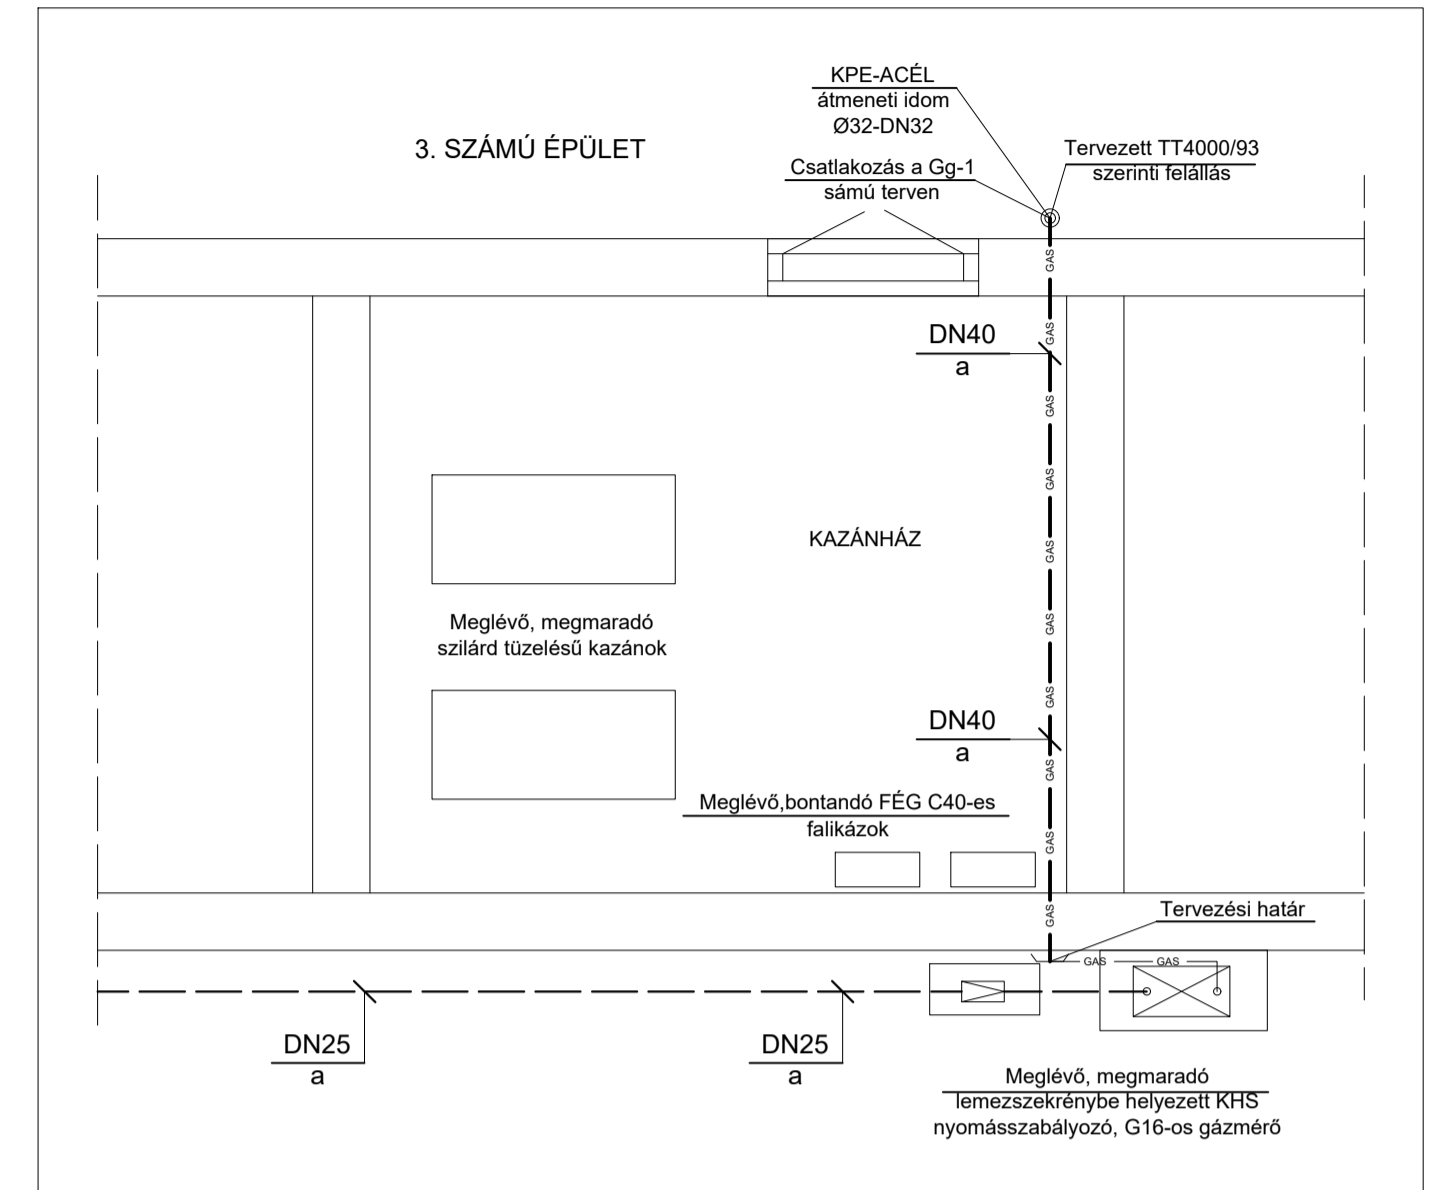 KPE-ACÉL
átmeneti idom
Ø32-DN32
3. SZÁMÚ ÉPÜLET
Tervezett TT4000/93
szerinti felállás
Csatlakozás a Gg-1
sámú terven
GAS
GAS
DN40
a
GAS
GAS
GAS
KAZÁNHÁZ
Meglévő, megmaradó
szilárd tüzelésű kazánok
GAS
GAS
DN40
a
GAS
Meglévő,bontandó FÉG C40-es
falikázok
GAS
GAS
Tervezési határ
GAS
GAS
DN25
a
DN25
a
Meglévő, megmaradó
lemezszekrénybe helyezett KHS
nyomásszabályozó, G16-os gázmérő